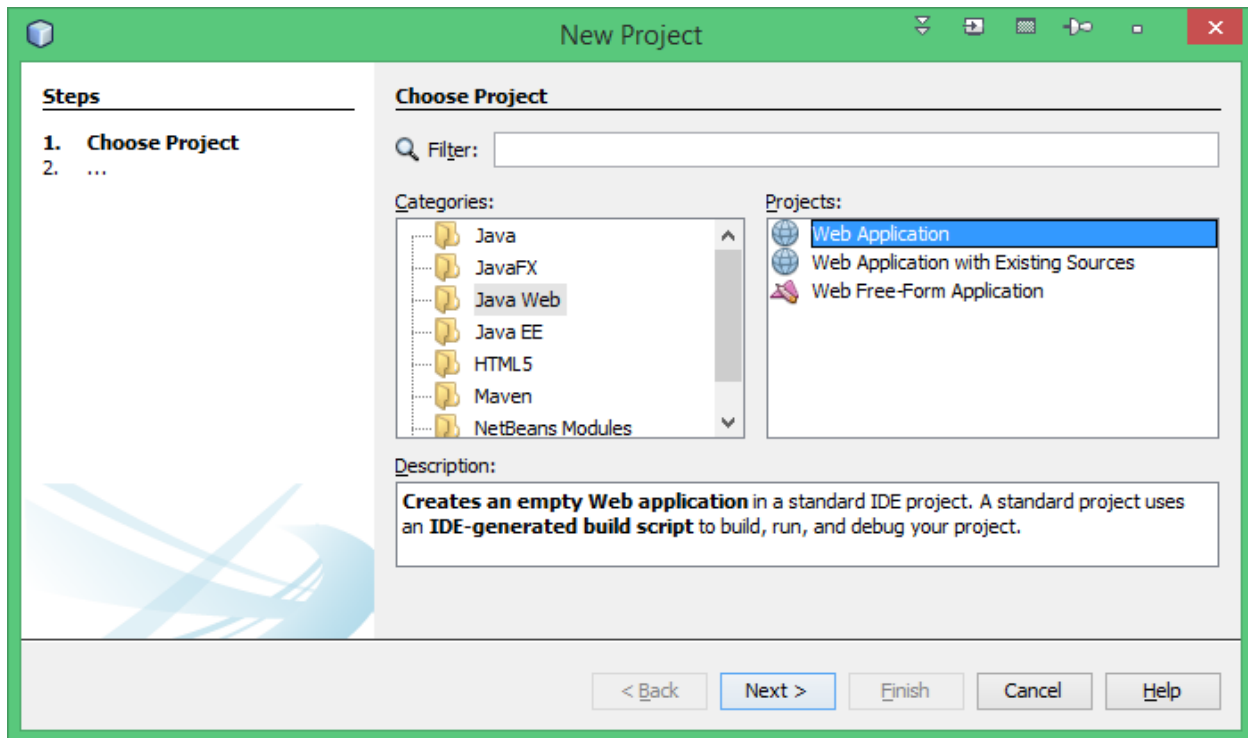 New Project
Steps
1. Choose Project
2. ...
Choose Project
Filter:
Categories:
Java
JavaFX
Java Web
Java EE
HTML5
Maven
NetBeans Modules
Projects:
Web Application
Web Application with Existing Sources
Web Free-Form Application
Description:
Creates an empty Web application in a standard IDE project. A standard project uses
an IDE-generated build script to build, run, and debug your project.
< Back
Next >
Finish
Cancel
Help